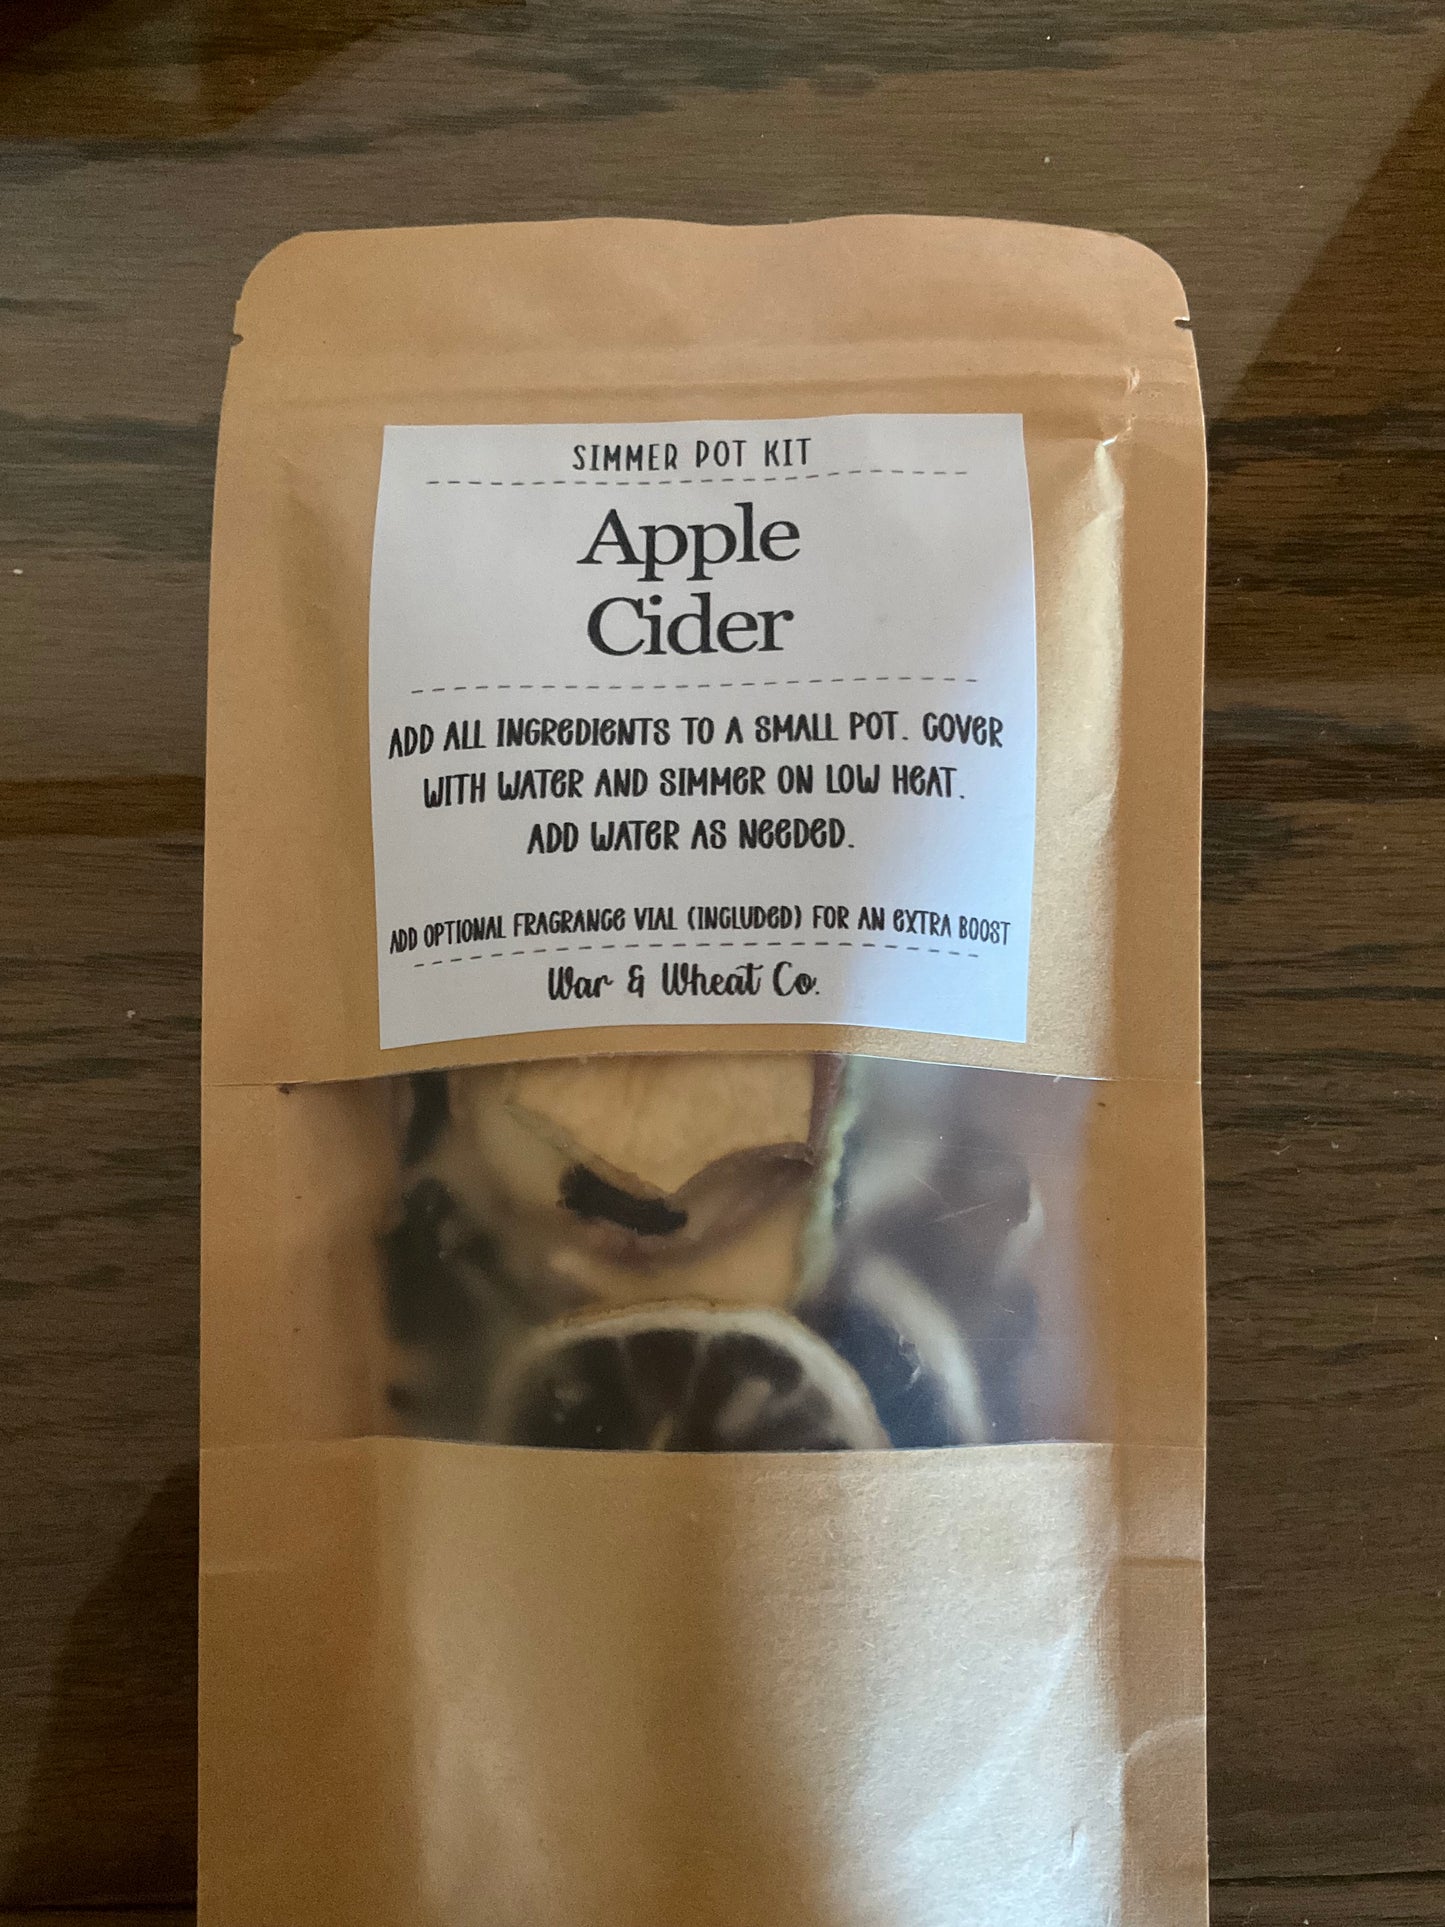 SIMMER POT KIT
Apple
Cider
ADD ALL INGREDIENTS TO A SMALL POT. COVER
WITH WATER AND SIMMER ON LOW HEAT.
ADD WATER AS NEEDED.
ADD OPTIONAL FRAGRANCE VIAL (INCLUDED) FOR AN EXTRA BOOST
War & Wheat Co.